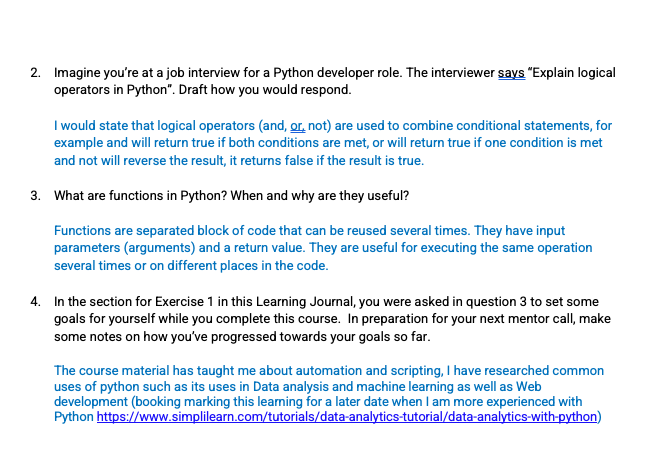 2. Imagine you’re at a job interview for a Python developer role. The interviewer says “Explain logical
operators in Python”. Draft how you would respond.
I would state that logical operators (and, or, not) are used to combine conditional statements, for
example and will return true if both conditions are met, or will return true if one condition is met
and not will reverse the result, it returns false if the result is true.
3. What are functions in Python? When and why are they useful?
Functions are separated block of code that can be reused several times. They have input
parameters (arguments) and a return value. They are useful for executing the same operation
several times or on different places in the code.
4. In the section for Exercise 1 in this Learning Journal, you were asked in question 3 to set some
goals for yourself while you complete this course. In preparation for your next mentor call, make
some notes on how you’ve progressed towards your goals so far.
The course material has taught me about automation and scripting, I have researched common
uses of python such as its uses in Data analysis and machine learning as well as Web
development (booking marking this learning for a later date when I am more experienced with
Python https://www.simplilearn.com/tutorials/data-analytics-tutorial/data-analytics-with-python)